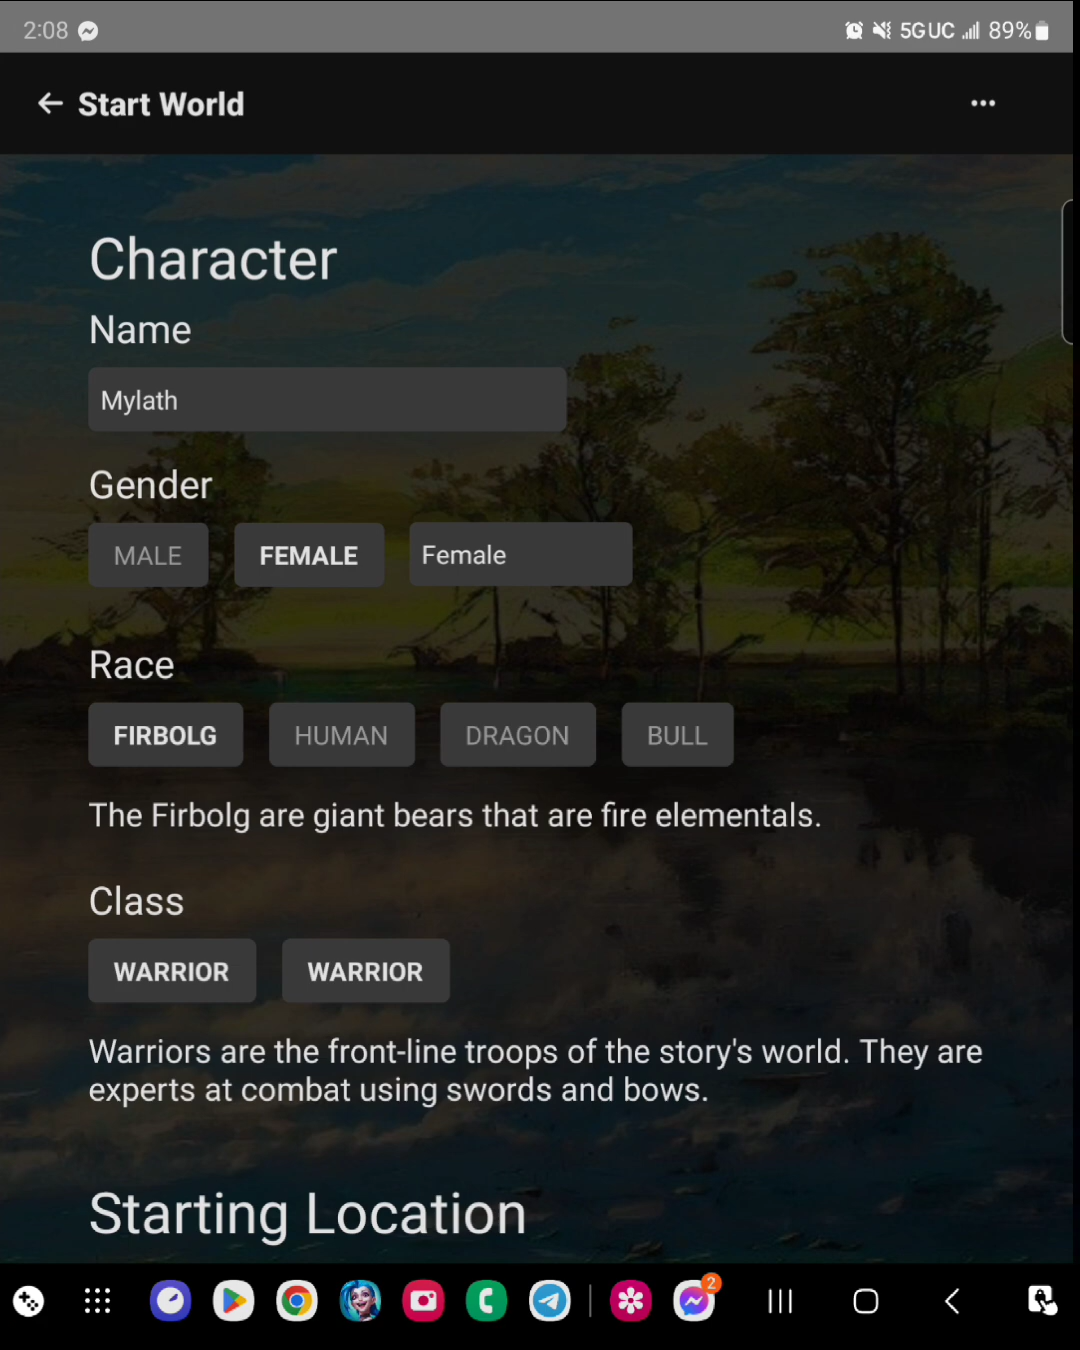 2:08
5G UC 89%
Start World
Character
Name
Mylath
Gender
MALE FEMALE Female
Race
FIRBOLG HUMAN DRAGON BULL
The Firbolg are giant bears that are fire elementals.
Class
WARRIOR WARRIOR
Warriors are the front-line troops of the story's world. They are
experts at combat using swords and bows.
Starting Location
2